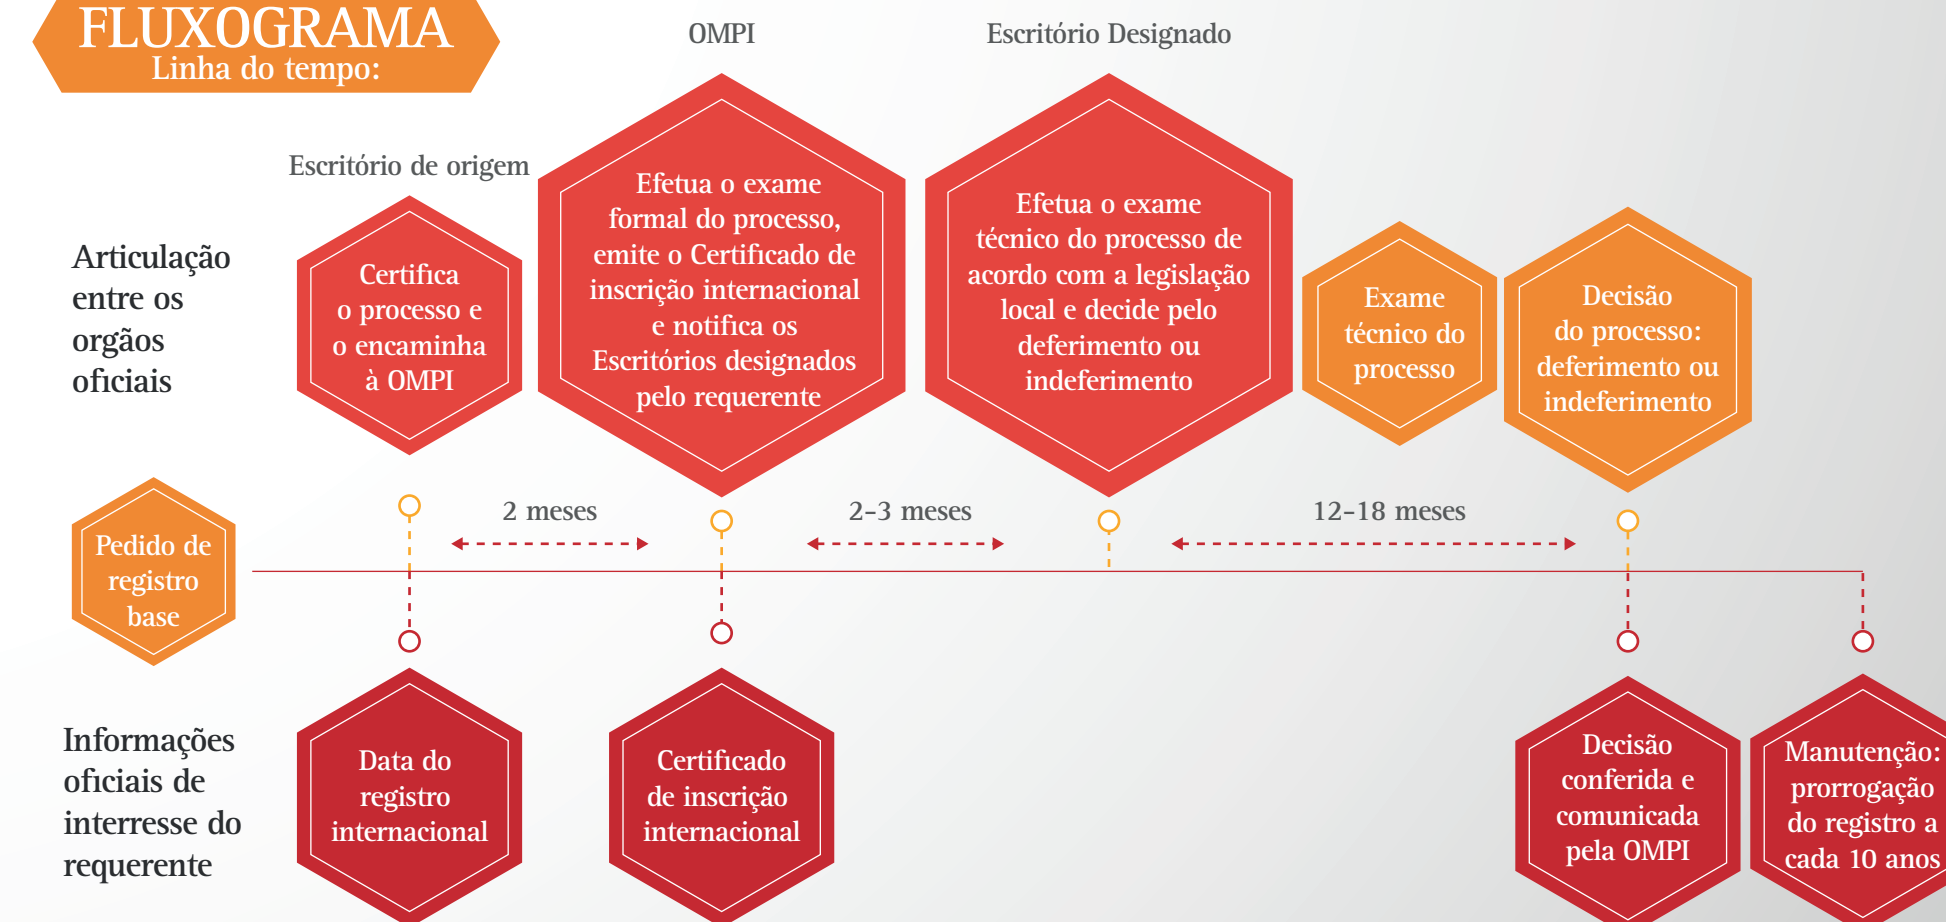 FLUXOGRAMA
Linha do tempo:
OMPI
Escritório Designado
Escritório de origem
Articulação
entre os
orgãos
oficiais
Certifica
o processo e
o encaminha
à OMPI
Efetua o exame
formal do processo,
emite o Certificado de
inscrição internacional
e notifica os
Escritórios designados
pelo requerente
Efetua o exame
técnico do processo de
acordo com a legislação
local e decide pelo
deferimento ou
indeferimento
Exame
técnico do
processo
Decisão
do processo:
deferimento ou
indeferimento
2 meses
2-3 meses
12-18 meses
Pedido de
registro
base
Informações
oficiais de
interresse do
requerente
Data do
registro
internacional
Certificado
de inscrição
internacional
Decisão
conferida e
comunicada
pela OMPI
Manutenção:
prorrogação
do registro a
cada 10 anos